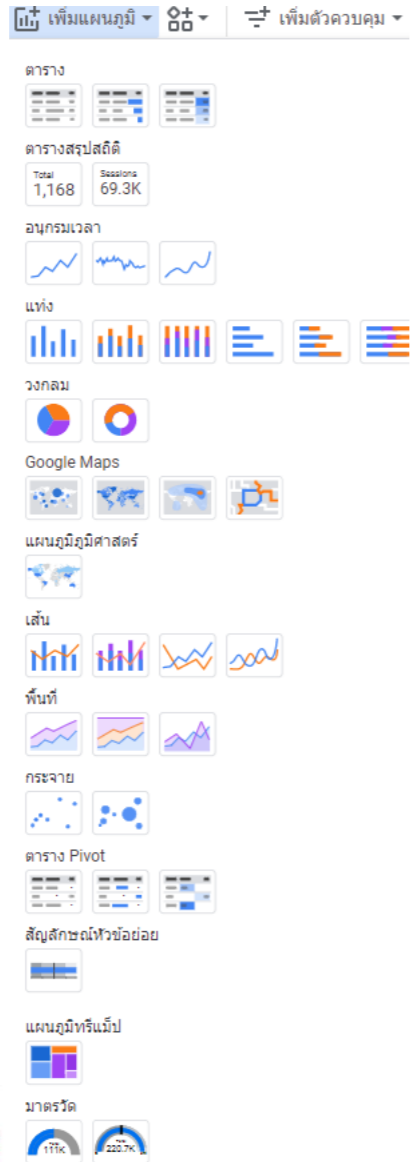 เพิ่มแผนภูมิ เพิ่มตัวควบคุม
ตาราง
ตารางสรุปสถิติ
Total Sessions
1,168 69.3K
อนุกรมเวลา
แท่ง
วงกลม
Google Maps
แผนภูมิภูมิศาสตร์
เส้น
พื้นที่
กระจาย
ตาราง Pivot
สัญลักษณ์หัวข้อย่อย
แผนภูมิทรีแม็ป
มาตรวัด
111K 220.7K